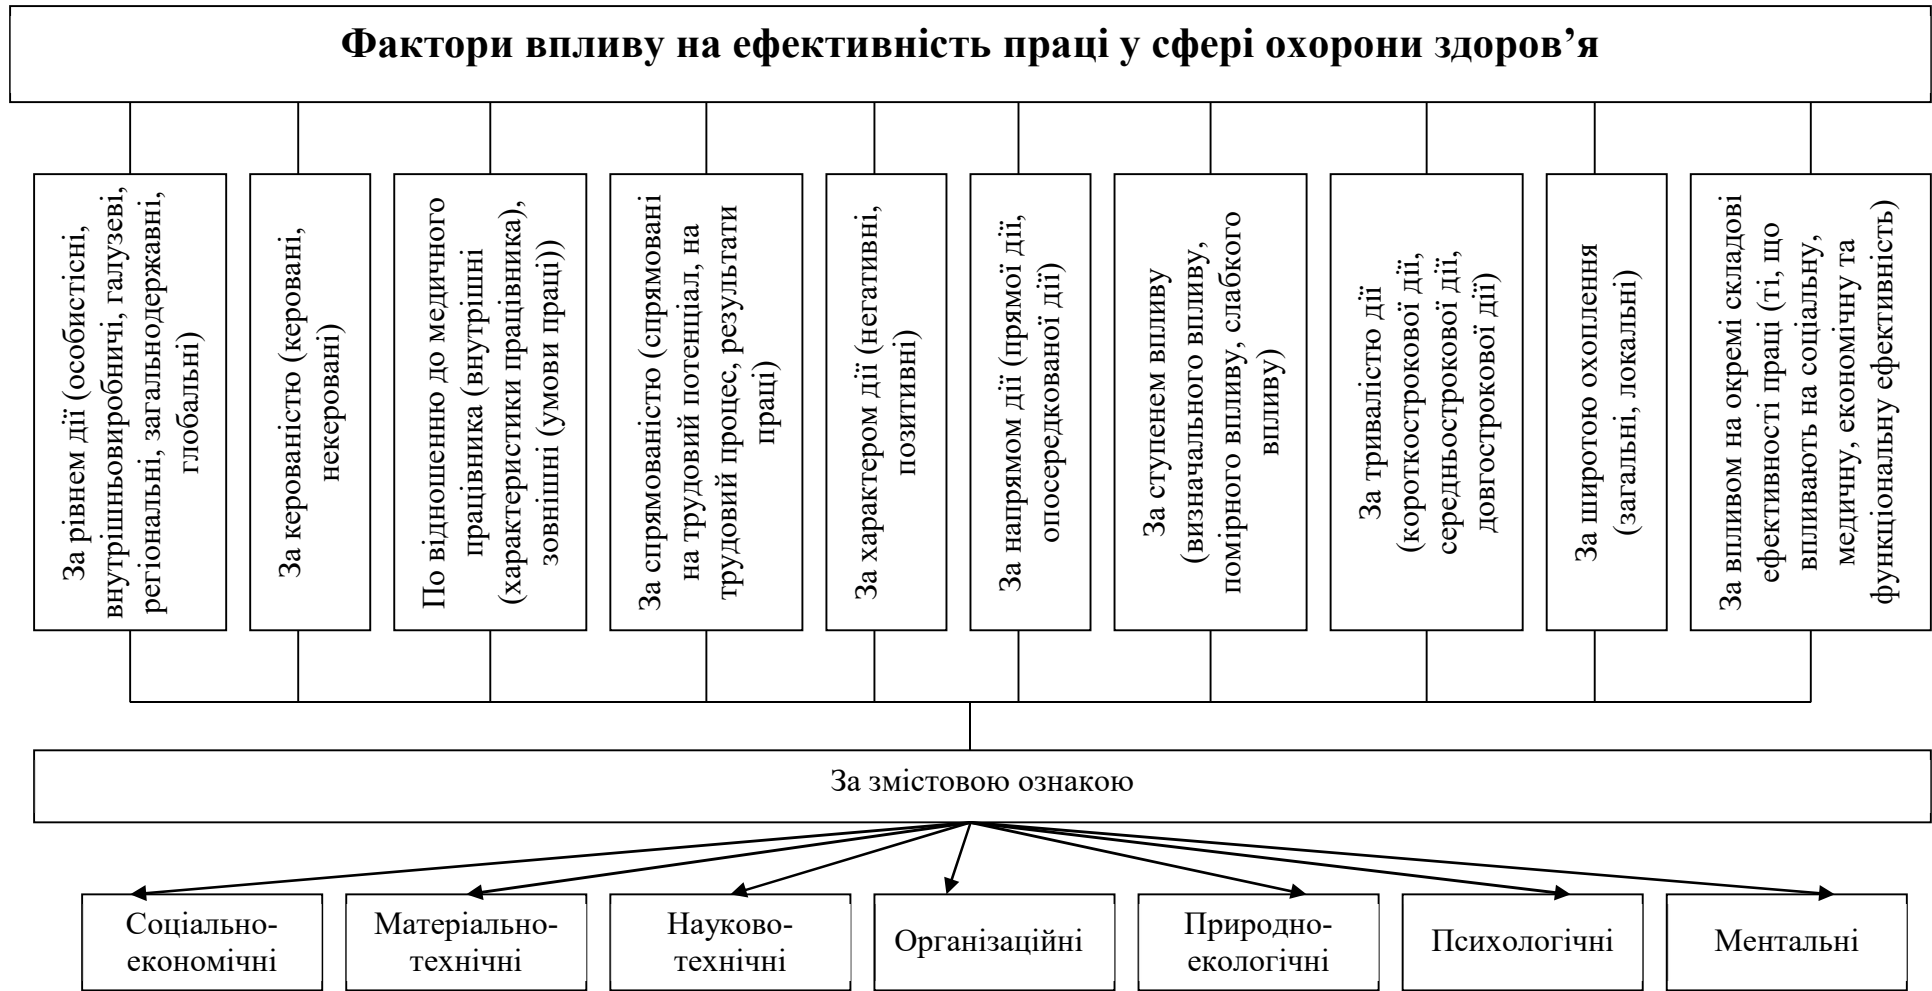 Фактори впливу на ефективність праці у сфері охорони здоров’я
За рівнем дії (особистісні,
внутрішньовиробничі, галузеві,
регіональні, загальнодержавні,
глобальні)
За керованістю (керовані,
некеровані)
По відношенню до медичного
працівника (внутрішні
(характеристики працівника),
зовнішні (умови праці))
За спрямованістю (спрямовані
на трудовий потенціал, на
трудовий процес, результати
праці)
За характером дії (негативні,
позитивні)
За напрямом дії (прямої дії,
опосередкованої дії)
За ступенем впливу
(визначального впливу,
помірного впливу, слабкого
впливу)
За тривалістю дії
(короткострокової дії,
середньострокової дії,
довгострокової дії)
За широтою охоплення
(загальні, локальні)
За впливом на окремі складові
ефективності праці (ті, що
впливають на соціальну,
медичну, економічну та
функціональну ефективність)
За змістовою ознакою
Соціально-
економічні
Матеріально-
технічні
Науково-
технічні
Організаційні
Природно-
екологічні
Психологічні
Ментальні